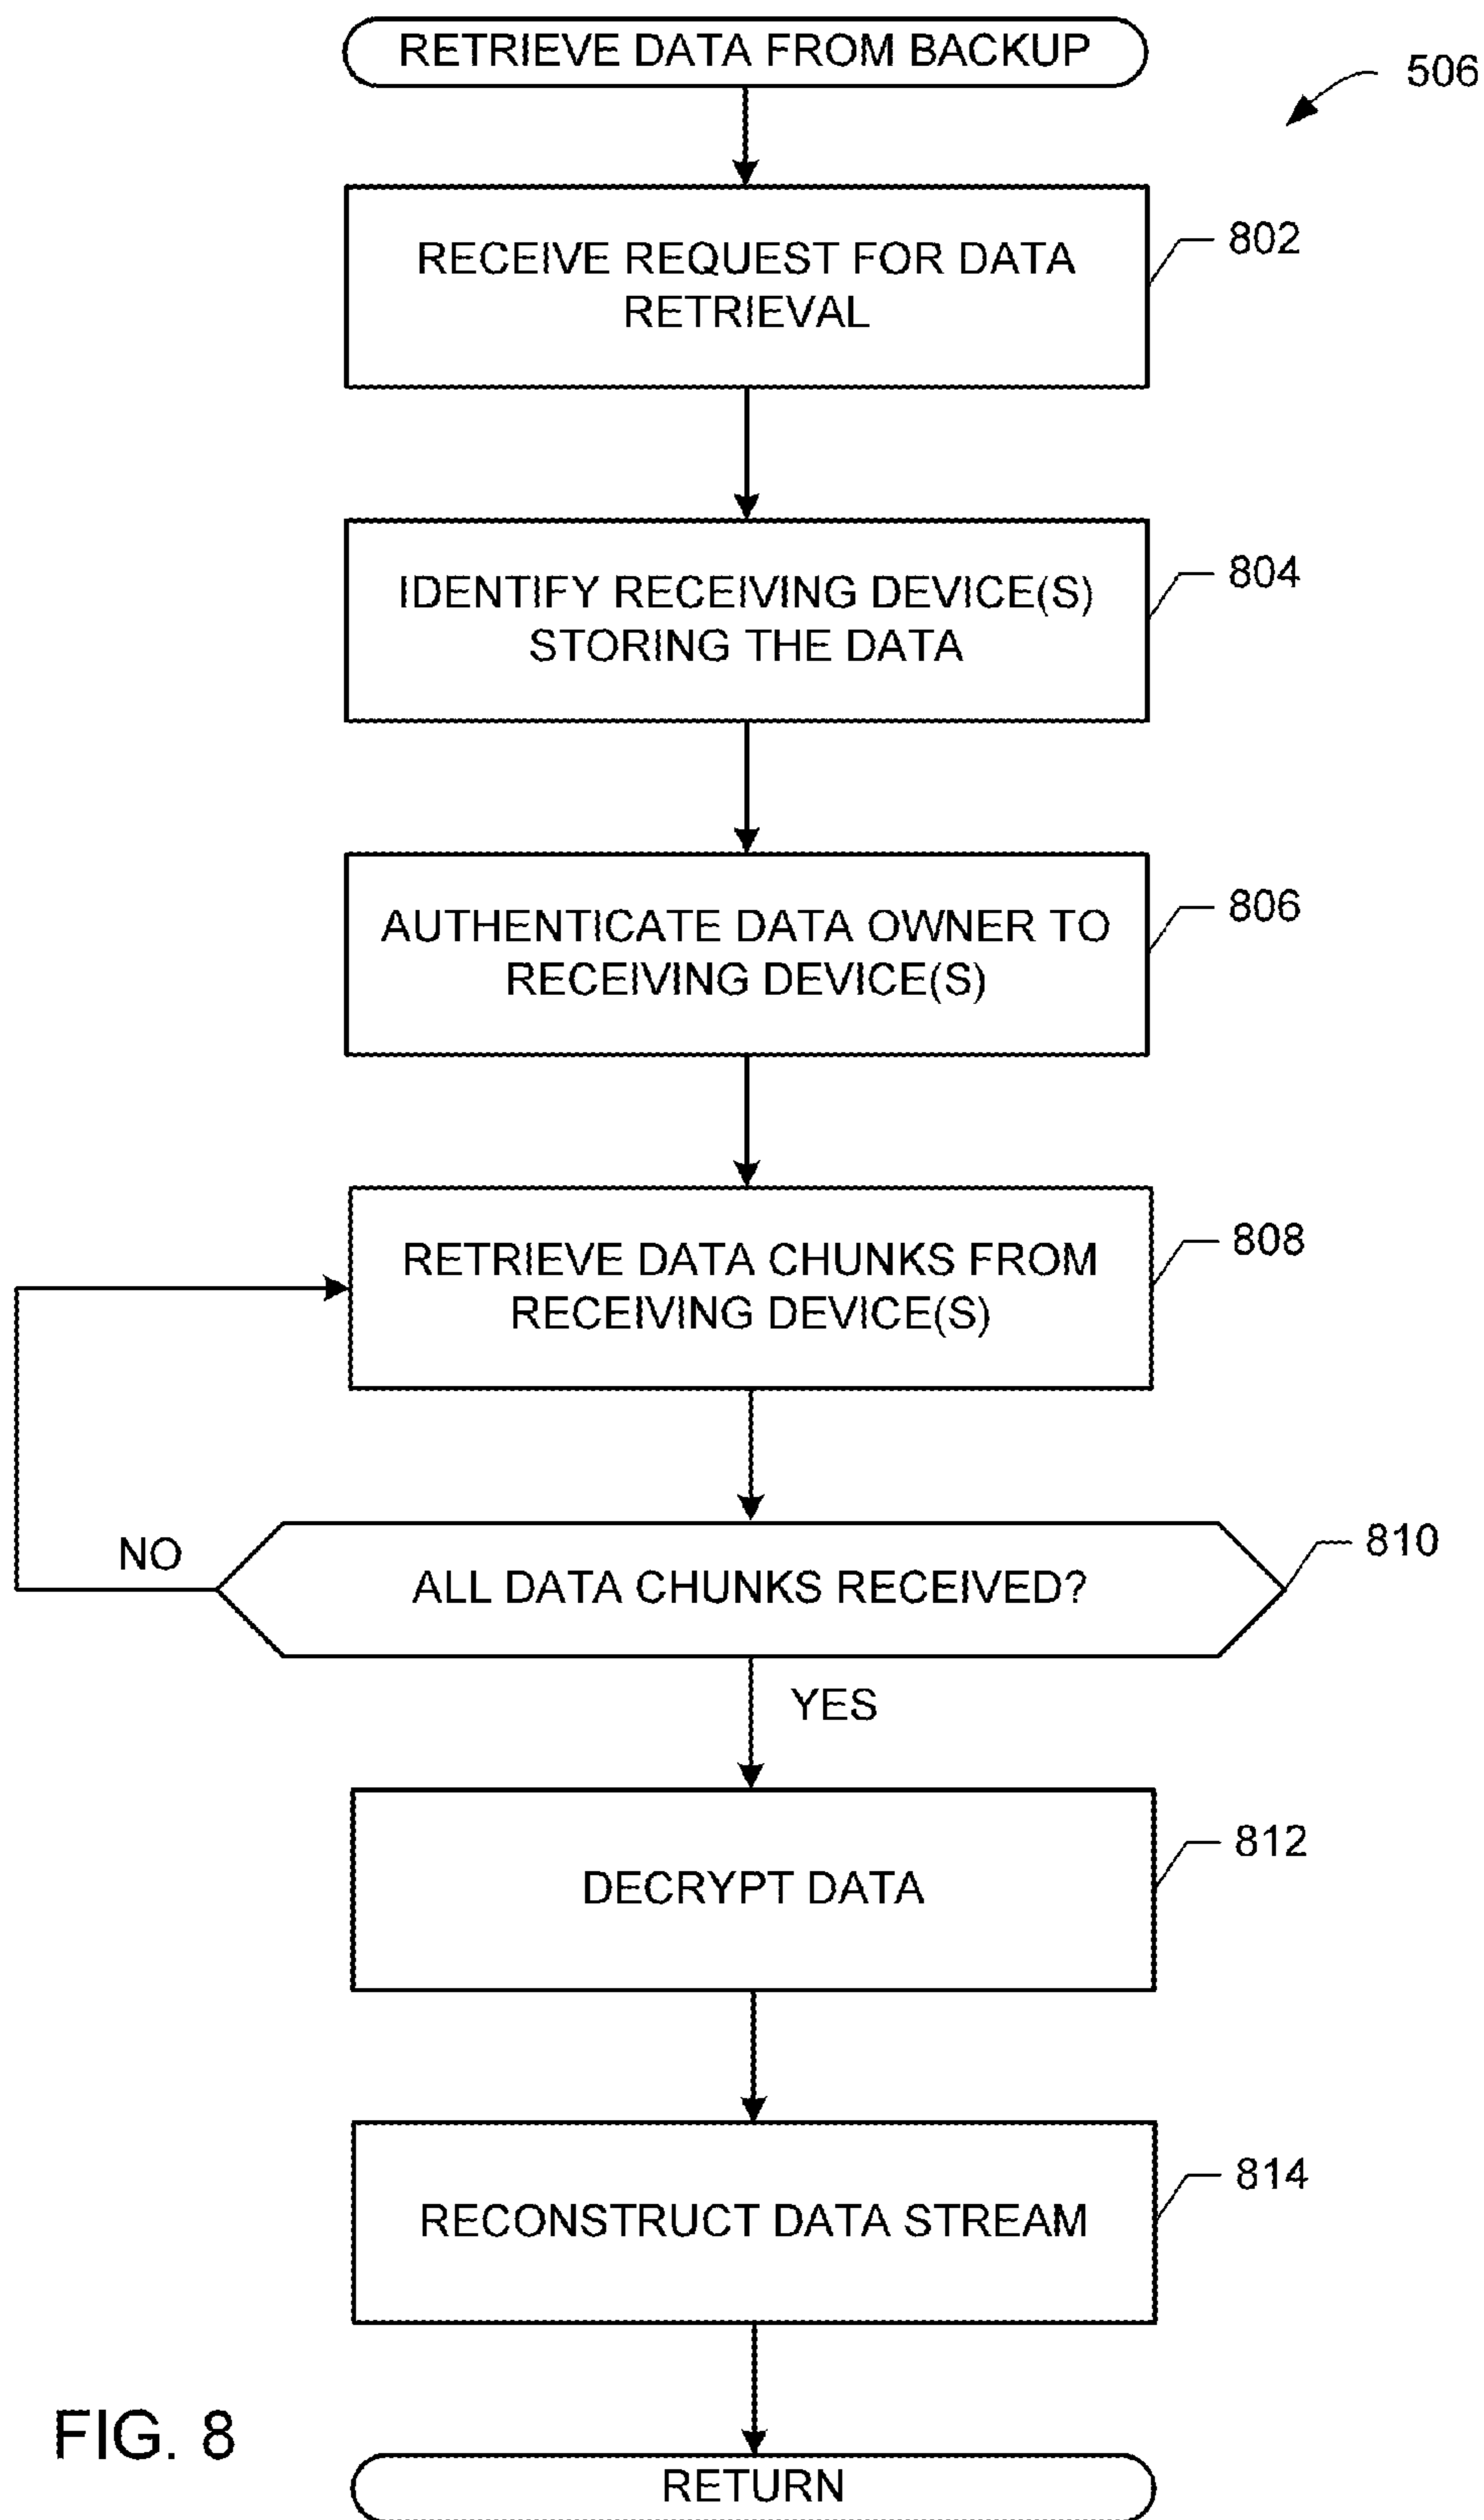 RETRIEVE DATA FROM BACKUP
506
RECEIVE REQUEST FOR DATA
RETRIEVAL
802
IDENTIFY RECEIVING DEVICE(S)
STORING THE DATA
804
AUTHENTICATE DATA OWNER TO
RECEIVING DEVICE(S)
806
RETRIEVE DATA CHUNKS FROM
RECEIVING DEVICE(S)
808
NO
ALL DATA CHUNKS RECEIVED?
810
YES
DECRYPT DATA
812
RECONSTRUCT DATA STREAM
814
FIG. 8
RETURN